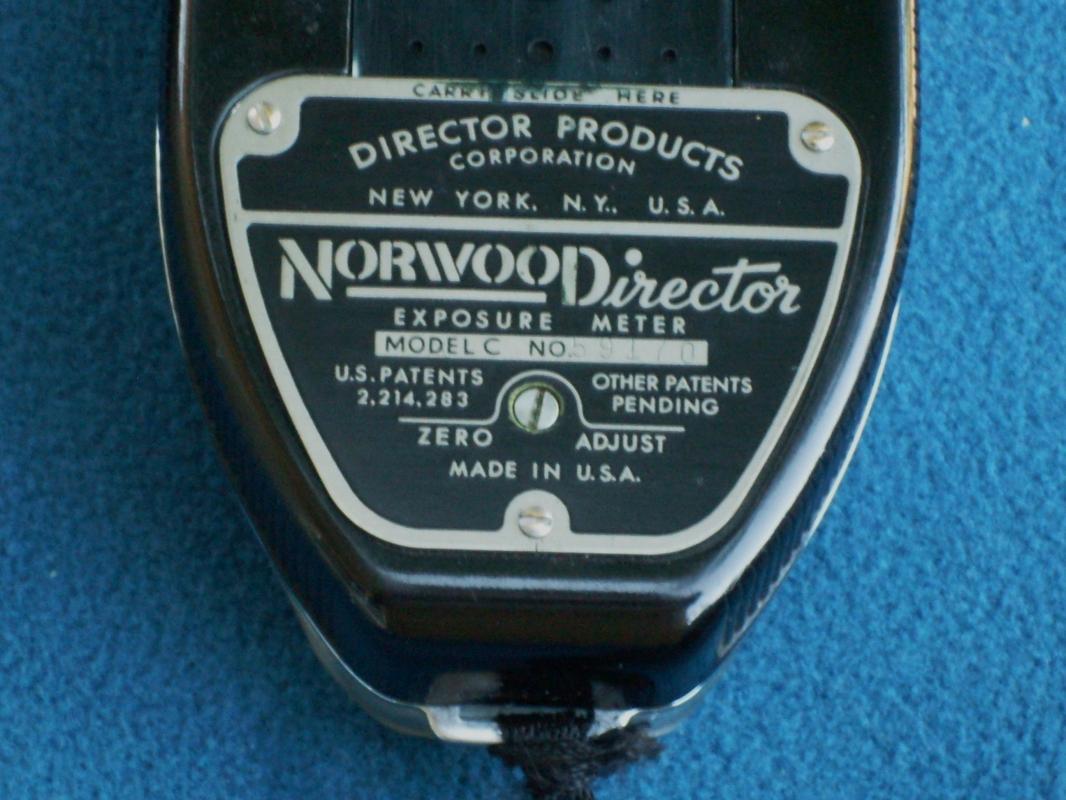 CARRY SLIDE HERE
DIRECTOR PRODUCTS
CORPORATION
NEW YORK, N.Y., U.S.A.
NORWOOD Director
EXPOSURE METER
MODEL C NO. 59170
U.S. PATENTS
2,214,283
OTHER PATENTS
PENDING
ZERO ADJUST
MADE IN U.S.A.